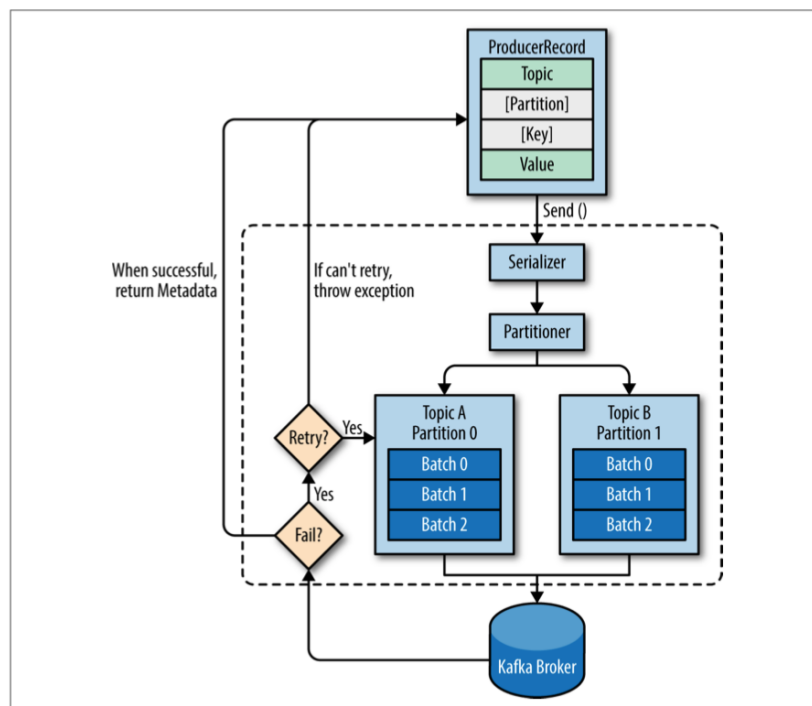 ProducerRecord
Topic
[Partition]
[Key]
Value
Send ()
When successful,
return Metadata
If can't retry,
throw exception
Serializer
Partitioner
Topic A
Partition 0
Batch 0
Batch 1
Batch 2
Topic B
Partition 1
Batch 0
Batch 1
Batch 2
Retry?
Yes
Yes
Fail?
Kafka Broker